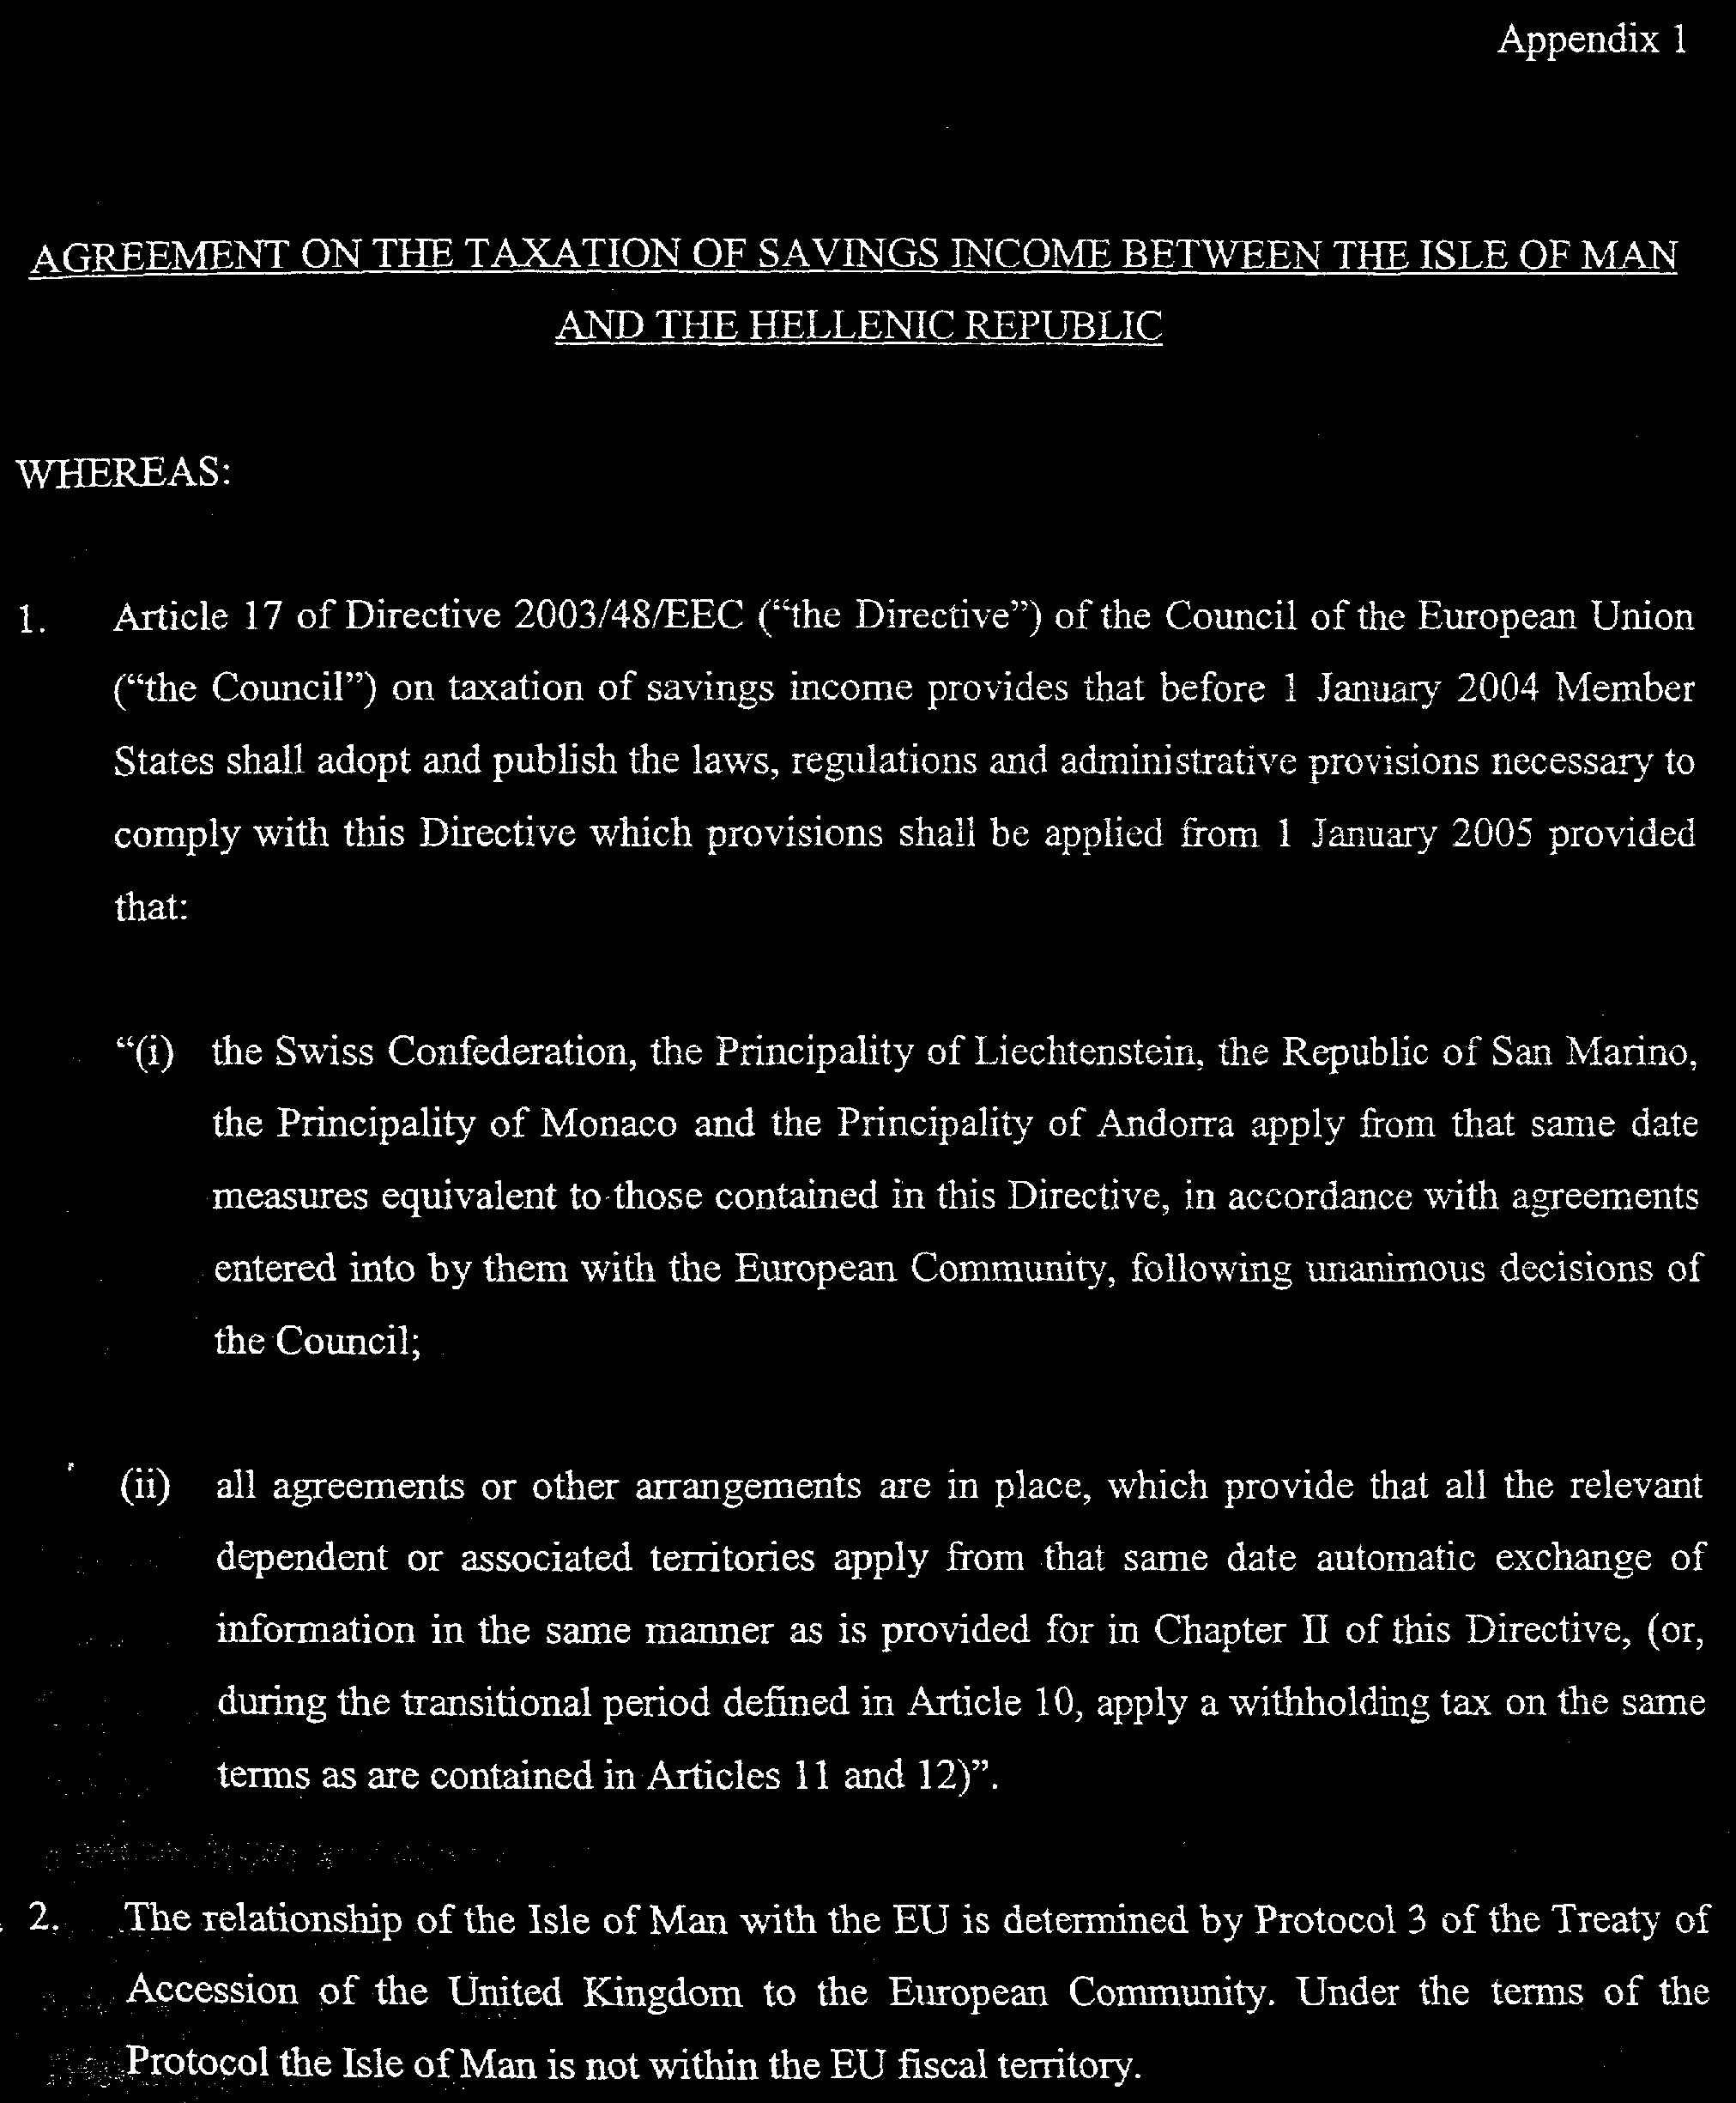 Appendix 1
AGREEMENT ON THE TAXATION OF SAVINGS INCOME BETWEEN THE ISLE OF MAN
AND THE HELLENIC REPUBLIC
WHEREAS:
1. Article 17 of Directive 2003/48/EEC (“the Directive”) of the Council of the European Union
(“the Council”) on taxation of savings income provides that before 1 January 2004 Member
States shall adopt and publish the laws, regulations and administrative provisions necessary to
comply with this Directive which provisions shall be applied from 1 January 2005 provided
that:
“(i) the Swiss Confederation, the Principality of Liechtenstein, the Republic of San Marino,
the Principality of Monaco and the Principality of Andorra apply from that same date
measures equivalent to those contained in this Directive, in accordance with agreements
entered into by them with the European Community, following unanimous decisions of
the Council;
(ii) all agreements or other arrangements are in place, which provide that all the relevant
dependent or associated territories apply from that same date automatic exchange of
information in the same manner as is provided for in Chapter II of this Directive, (or,
during the transitional period defined in Article 10, apply a withholding tax on the same
terms as are contained in Articles 11 and 12)”.
2. The relationship of the Isle of Man with the EU is determined by Protocol 3 of the Treaty of
Accession of the United Kingdom to the European Community. Under the terms of the
Protocol the Isle of Man is not within the EU fiscal territory.